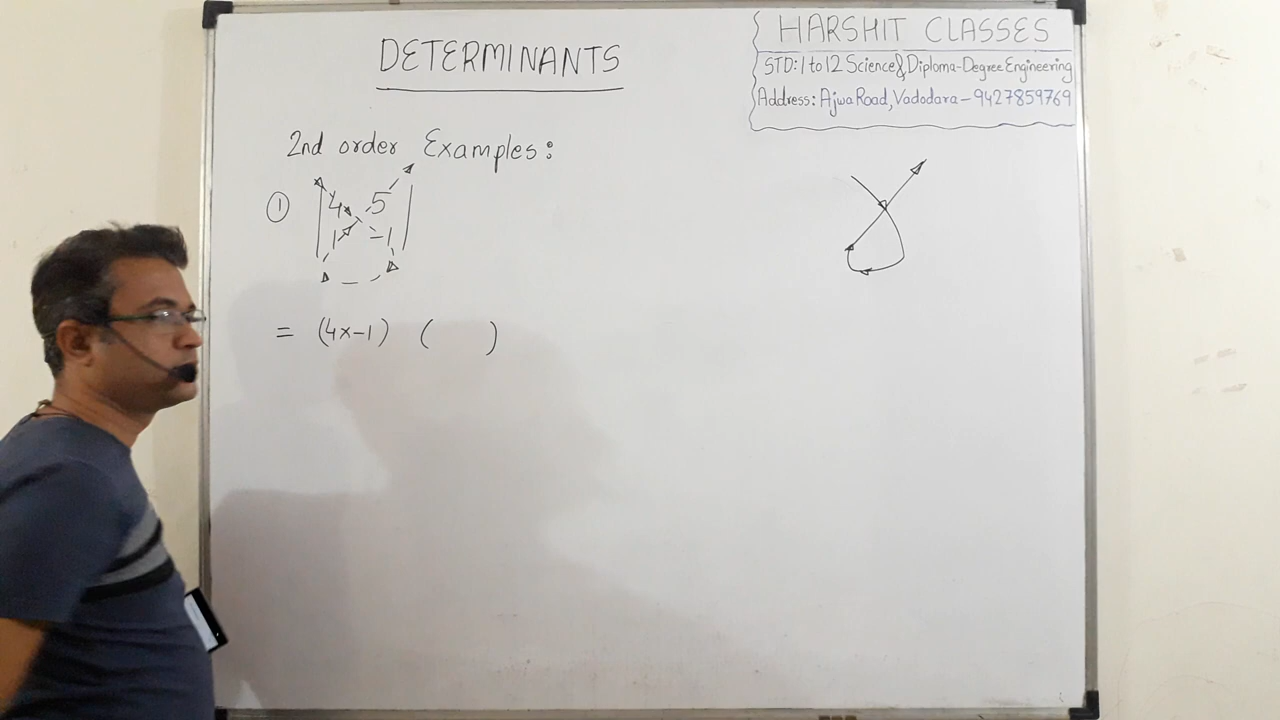 DETERMINANTS
HARSHIT CLASSES
STD: 1 to 12 Science & Diploma-Degree Engineering
Address: Ajwa Road, Vadodara - 9427859769
2nd order Examples:
① | 4 5 |
| 1 -1 |
= (4x-1) ( )